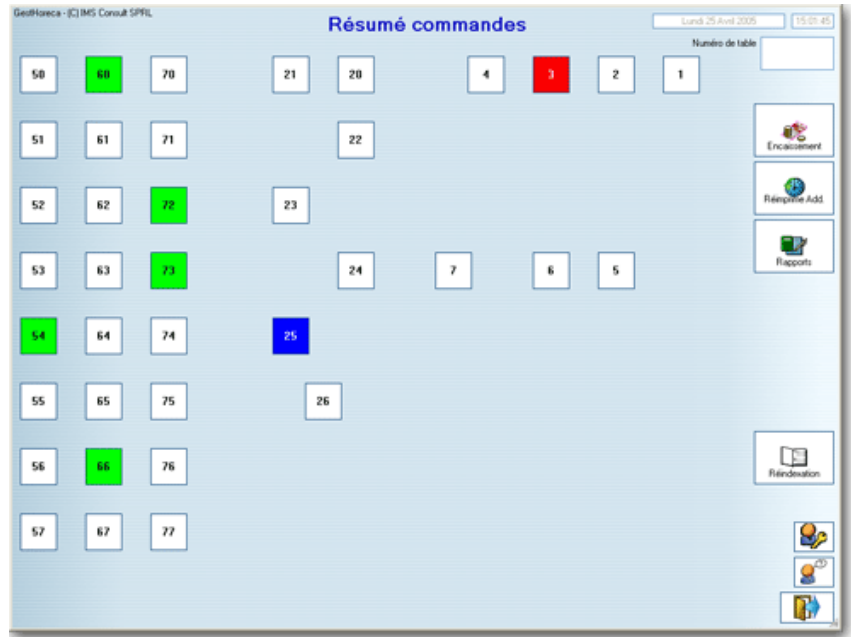 GestHoreca - (C) IMS Consult SPRL
Résumé commandes
Lundi 25 Avril 2005 15:01:45
Numéro de table
50 60 70 21 20 4 3 2 1
51 61 71 22
Encaissement
52 62 72 23
Réimprime Add.
53 63 73 24 7 6 5
Rapports
54 64 74 25
55 65 75 26
56 66 76
Réindexation
57 67 77